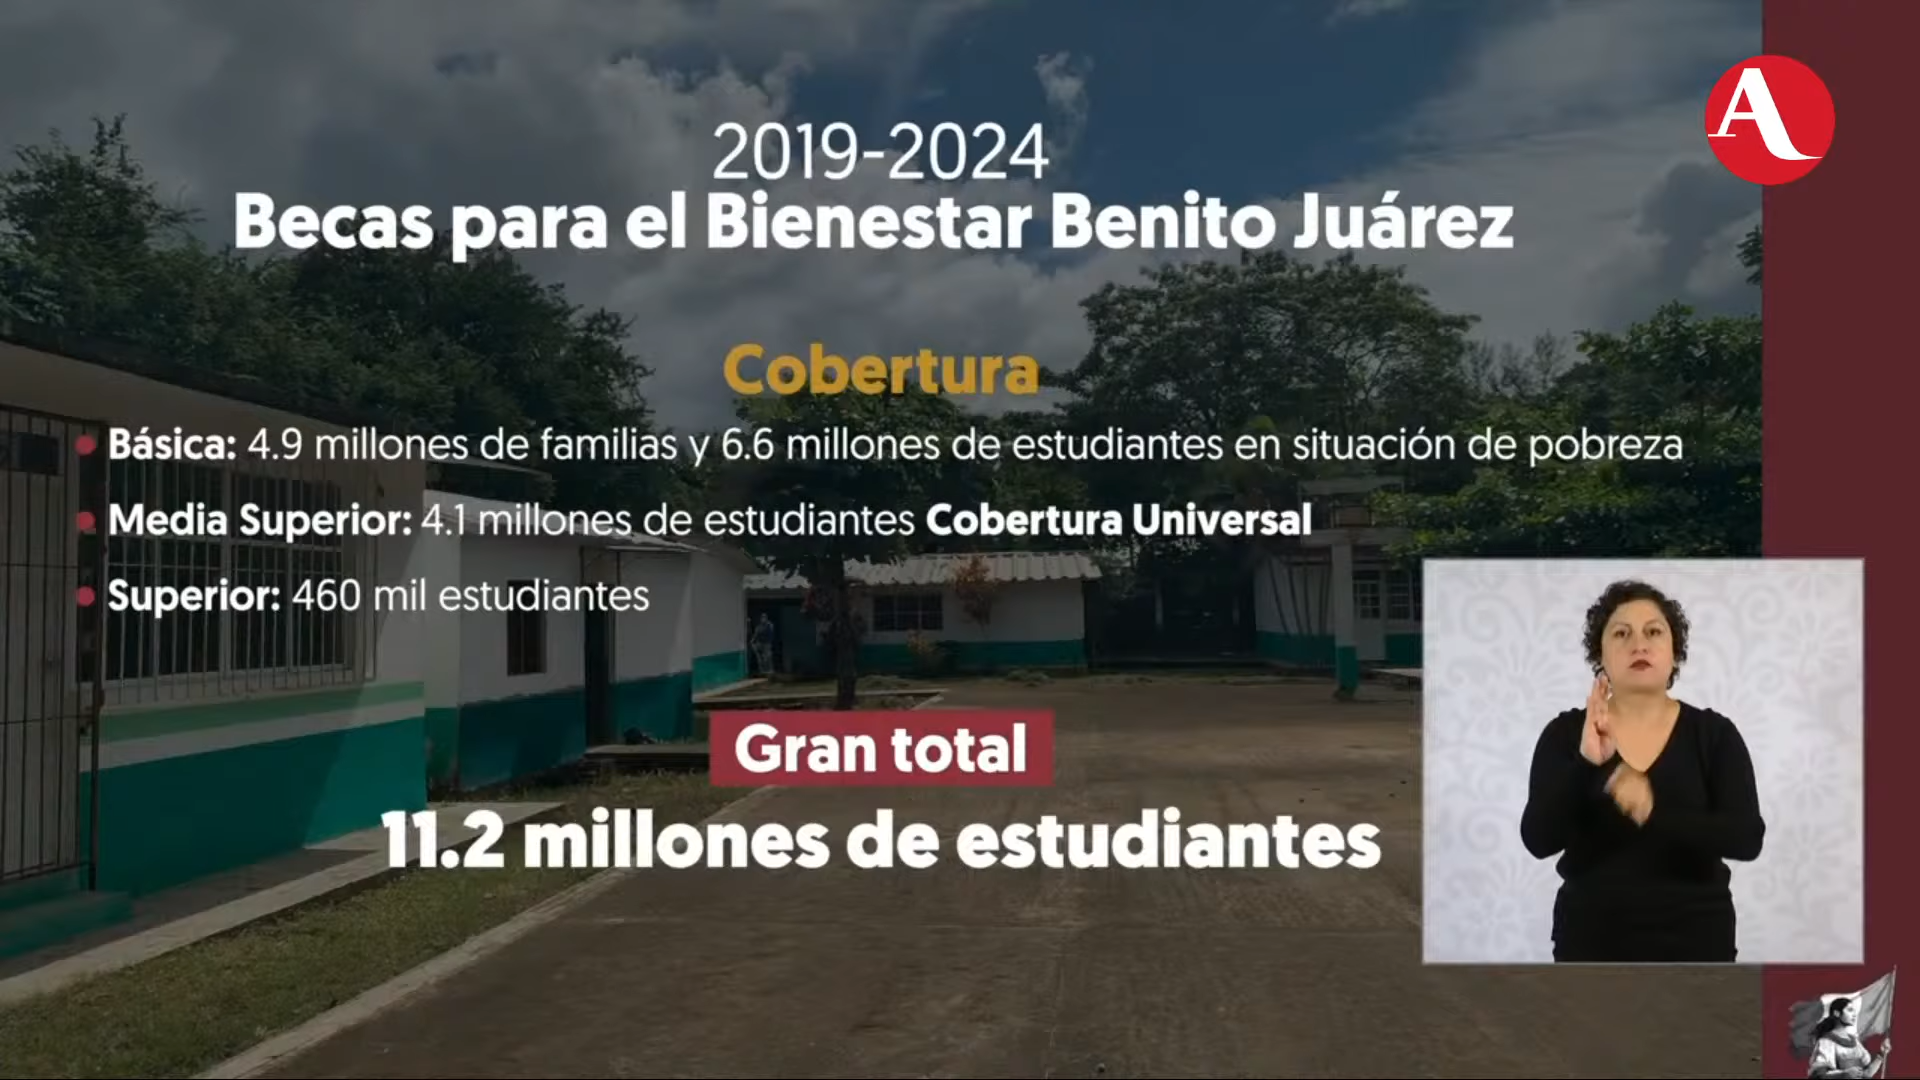 A
2019-2024
Becas para el Bienestar Benito Juárez
Cobertura
Básica: 4.9 millones de familias y 6.6 millones de estudiantes en situación de pobreza
Media Superior: 4.1 millones de estudiantes Cobertura Universal
Superior: 460 mil estudiantes
Gran total
11.2 millones de estudiantes